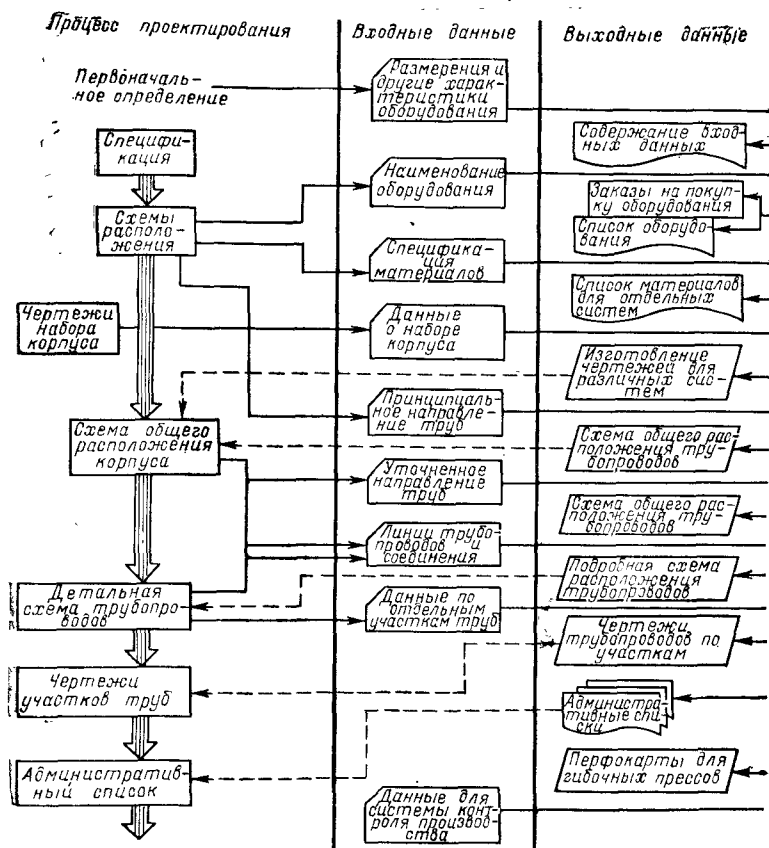 Процесс проектирования
Входные данные
Выходные данные
Первоначаль-
ное определение
Специфи-
кация
Схемы
располо-
жения
Чертежи
набора
корпуса
Схема общего
расположения
корпуса
Детальная
схема трубопро-
водов
Чертежи
участков труб
Административ-
ный список
Размерения и
другие харак-
теристики
оборудования
Наименование
оборудования
Специфика-
ция
материалов
Данные
о наборе
корпуса
Принципиаль-
ное направле-
ние труб
Уточненное
направление
труб
Линии трубо-
проводов и
соединения
Данные по
отдельным
участкам труб
Данные для
системы конт-
роля производ-
ства
Содержание вход-
ных данных
Заказы на покуп-
ку оборудования
Список оборудо-
вания
Список материалов
для отдельных
систем
Изготовление
чертежей для
различных сис-
тем
Схема общего рас-
положения тру-
бопроводов
Схема общего рас-
положения тру-
бопроводов
Подробная схема
расположения
трубопроводов
Чертежи
трубопроводов по
участкам
Администра-
тивные спи-
ски
Перфокарты для
гибочных прессов